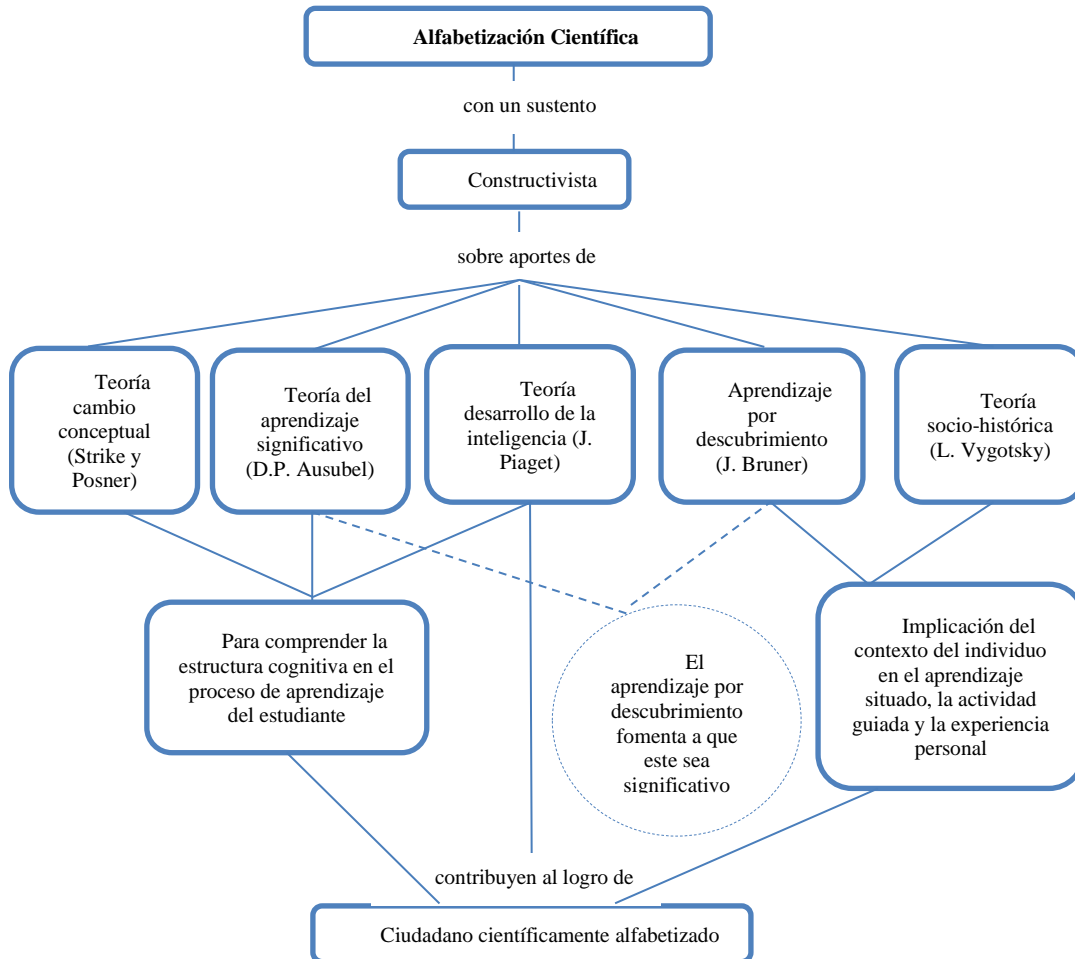 Alfabetización Científica
con un sustento
Constructivista
sobre aportes de
Teoría
cambio
conceptual
(Strike y
Posner)
Teoría del
aprendizaje
significativo
(D.P. Ausubel)
Teoría
desarrollo de la
inteligencia (J.
Piaget)
Aprendizaje
por
descubrimiento
(J. Bruner)
Teoría
socio-histórica
(L. Vygotsky)
Para comprender la
estructura cognitiva en el
proceso de aprendizaje
del estudiante
El
aprendizaje por
descubrimiento
fomenta a que
este sea
significativo
Implicación del
contexto del individuo
en el aprendizaje
situado, la actividad
guiada y la experiencia
personal
contribuyen al logro de
Ciudadano científicamente alfabetizado